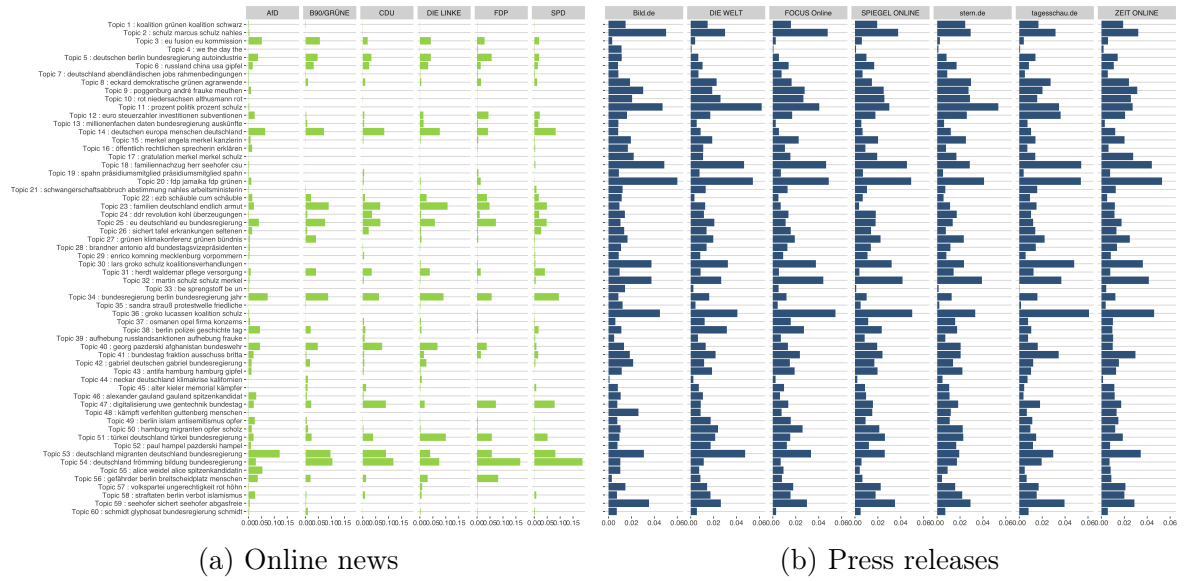 AfD B90/GRÜNE CDU DIE LINKE FDP SPD
Bild.de DIE WELT FOCUS Online SPIEGEL ONLINE stern.de tagesschau.de ZEIT ONLINE
Topic 1 : koalition grünen koalition schwarz
Topic 2 : schulz marcus schulz nahles
Topic 3 : eu fusion eu kommission
Topic 4 : we the day the
Topic 5 : deutschen berlin bundesregierung autoindustrie
Topic 6 : russland china usa gipfel
Topic 7 : deutschland abendländischen jobs rahmenbedingungen
Topic 8 : eckard demokratische grünen agrarwende
Topic 9 : poggenburg andré frauke meuthen
Topic 10 : rot niedersachsen althusmann rot
Topic 11 : prozent politik prozent schulz
Topic 12 : euro steuerzahler investitionen subventionen
Topic 13 : millionenfachen daten bundesregierung auskünfte
Topic 14 : deutschen europa menschen deutschland
Topic 15 : merkel angela merkel kanzlerin
Topic 16 : öffentlich rechtlichen sprecherin erklären
Topic 17 : gratulation merkel merkel schulz
Topic 18 : familiennachzug herr seehofer csu
Topic 19 : spahn präsidiumsmitglied präsidiumsmitglied spahn
Topic 20 : fdp jamaika fdp grünen
Topic 21 : schwangerschaftsabbruch abstimmung nahles arbeitsministerin
Topic 22 : ezb schäuble cum schäuble
Topic 23 : familien deutschland endlich armut
Topic 24 : ddr revolution kohl überzeugungen
Topic 25 : eu deutschland eu bundesregierung
Topic 26 : sichert tafel erkrankungen seltenen
Topic 27 : grünen klimakonferenz grünen bündnis
Topic 28 : brandner antonio afd bundestagsvizepräsidenten
Topic 29 : enrico komning mecklenburg vorpommern
Topic 30 : lars groko schulz koalitionsverhandlungen
Topic 31 : herdt waldemar pflege versorgung
Topic 32 : martin schulz schulz merkel
Topic 33 : be sprengstoff be un
Topic 34 : bundesregierung berlin bundesregierung jahr
Topic 35 : sandra strauß protestwelle friedliche
Topic 36 : groko lucassen koalition schulz
Topic 37 : osmanen opel firma konzerns
Topic 38 : berlin polizei geschichte tag
Topic 39 : aufhebung russlandsanktionen aufhebung frauke
Topic 40 : georg pazderski afghanistan bundeswehr
Topic 41 : bundestag fraktion ausschuss britta
Topic 42 : gabriel deutschen gabriel bundesregierung
Topic 43 : antifa hamburg hamburg gipfel
Topic 44 : neckar deutschland klimakrise kalifornien
Topic 45 : alter kieler memorial kämpfer
Topic 46 : alexander gauland gauland spitzenkandidat
Topic 47 : digitalisierung uwe gentechnik bundestag
Topic 48 : kämpft verfehlten guttenberg menschen
Topic 49 : berlin islam antisemitismus opfer
Topic 50 : hamburg migranten opfer scholz
Topic 51 : türkei deutschland türkei bundesregierung
Topic 52 : paul hampel pazderski hampel
Topic 53 : deutschland migranten deutschland bundesregierung
Topic 54 : deutschland frömming bildung bundesregierung
Topic 55 : alice weidel alice spitzenkandidatin
Topic 56 : gefährder berlin breitscheidplatz menschen
Topic 57 : volkspartei ungerechtigkeit rot höhn
Topic 58 : straftaten berlin verbot islamismus
Topic 59 : seehofer sichert seehofer abgasfreie
Topic 60 : schmidt glyphosat bundesregierung schmidt
0.000.050.100.15 0.000.050.100.15 0.000.050.100.15 0.000.050.100.15 0.000.050.100.15 0.000.050.100.15
0.00 0.02 0.04 0.06 0.00 0.02 0.04 0.06 0.00 0.02 0.04 0.06 0.00 0.02 0.04 0.06 0.00 0.02 0.04 0.06 0.00 0.02 0.04 0.06 0.00 0.02 0.04 0.06
(a) Online news
(b) Press releases